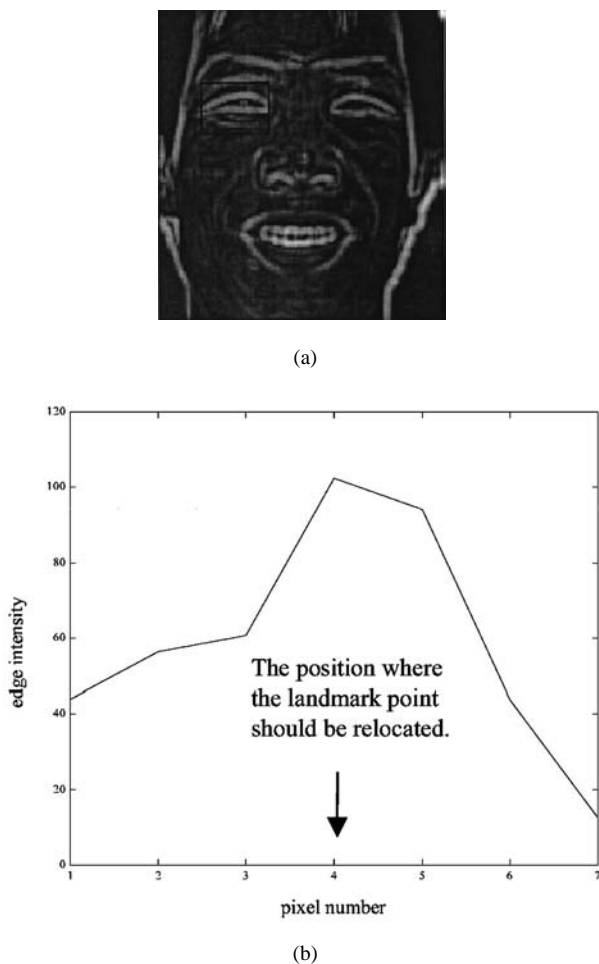 (a)
120
100
80
60
40
20
0
edge intensity
The position where
the landmark point
should be relocated.
1 2 3 4 5 6 7
pixel number
(b)